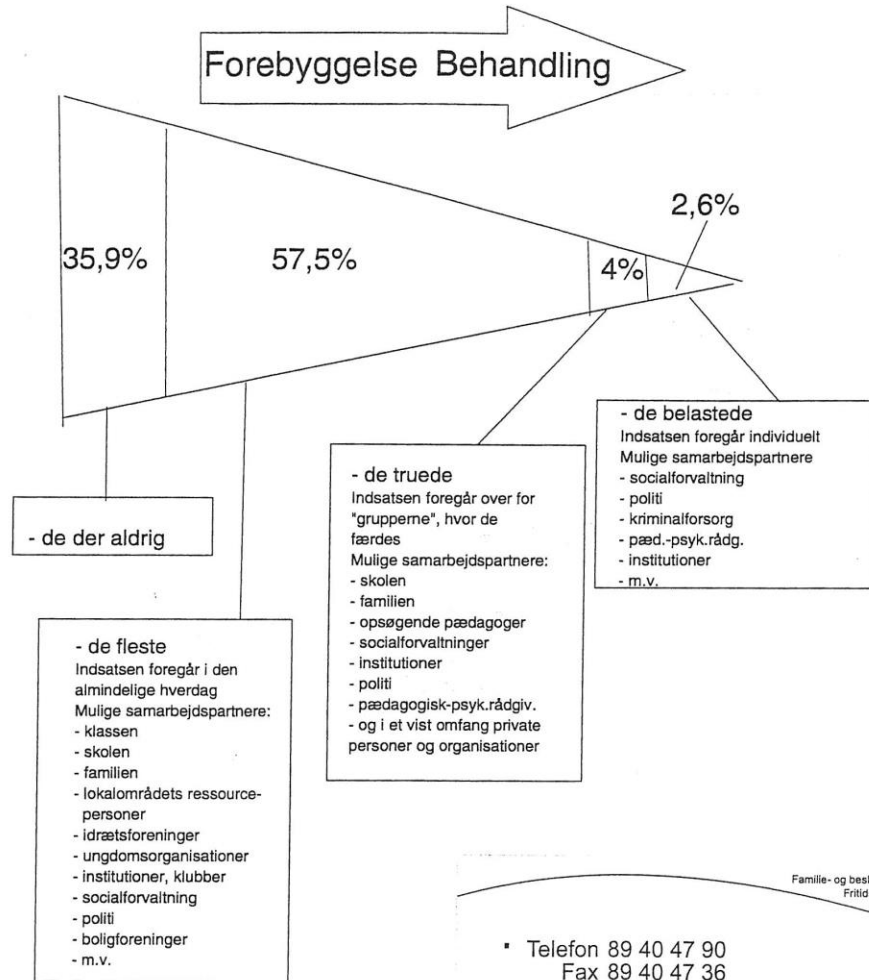 Forebyggelse Behandling
35,9%
57,5%
4%
2,6%
- de der aldrig
- de fleste
Indsatsen foregår i den
almindelige hverdag
Mulige samarbejdspartnere:
- klassen
- skolen
- familien
- lokalområdets ressource-
personer
- idrætsforeninger
- ungdomsorganisationer
- institutioner, klubber
- socialforvaltning
- politi
- boligforeninger
- m.v.
- de truede
Indsatsen foregår over for
"grupperne", hvor de
færdes
Mulige samarbejdspartnere:
- skolen
- familien
- opsøgende pædagoger
- socialforvaltninger
- institutioner
- politi
- pædagogisk-psyk.rådgiv.
- og i et vist omfang private
personer og organisationer
- de belastede
Indsatsen foregår individuelt
Mulige samarbejdspartnere
- socialforvaltning
- politi
- kriminalforsorg
- pæd.-psyk.rådg.
- institutioner
- m.v.
Familie- og
Fritid
Telefon 89 40 47 90
Fax 89 40 47 36